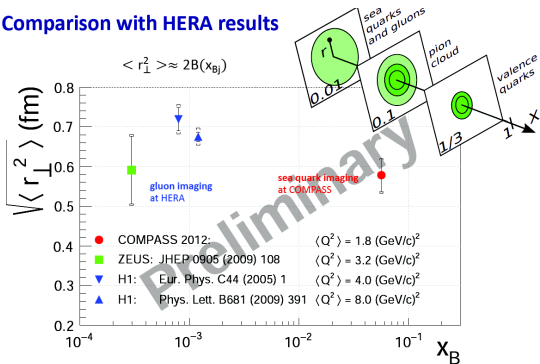 Comparison with HERA results
sea
quarks
and gluons
r
0.01
pion
cloud
0.1
valence
quarks
1/3
1
x
< r²⊥ > ≈ 2B(xBj)
√⟨ r⊥² ⟩ (fm)
0.8
0.7
0.6
0.5
0.4
0.3
0.2
gluon imaging
at HERA
sea quark imaging
at COMPASS
Preliminary
COMPASS 2012: ⟨Q²⟩ = 1.8 (GeV/c)²
ZEUS: JHEP 0905 (2009) 108 ⟨Q²⟩ = 3.2 (GeV/c)²
H1: Eur. Phys. C44 (2005) 1 ⟨Q²⟩ = 4.0 (GeV/c)²
H1: Phys. Lett. B681 (2009) 391 ⟨Q²⟩ = 8.0 (GeV/c)²
10⁻⁴ 10⁻³ 10⁻² 10⁻¹
xB